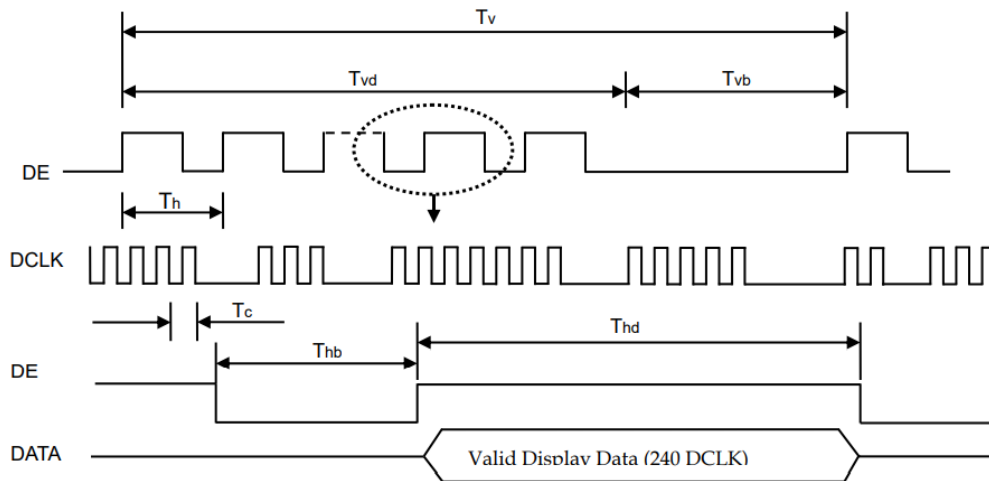 Tv
Tvd
Tvb
DE
Th
DCLK
Tc
Thb
Thd
DE
DATA
Valid Display Data (240 DCLK)